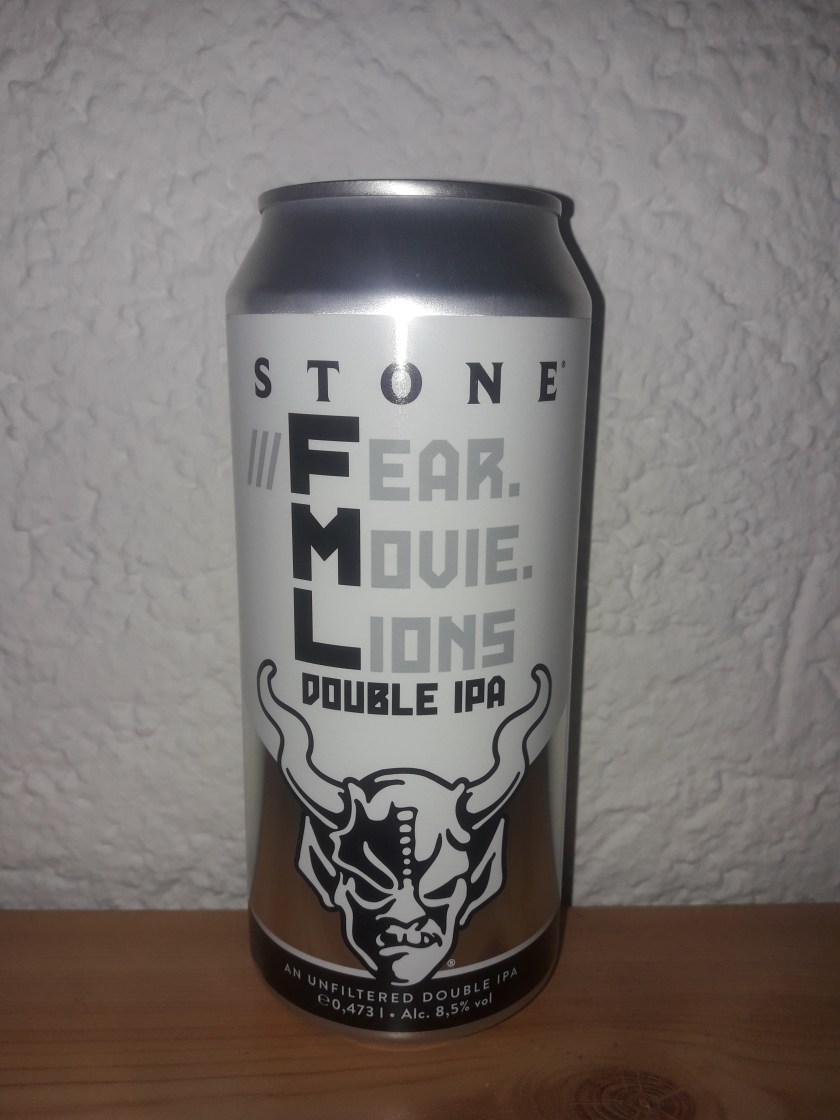 STONE®
///FEAR.
MOVIE.
LIONS
DOUBLE IPA
®
AN UNFILTERED DOUBLE IPA
℮0,473 l • Alc. 8,5% vol